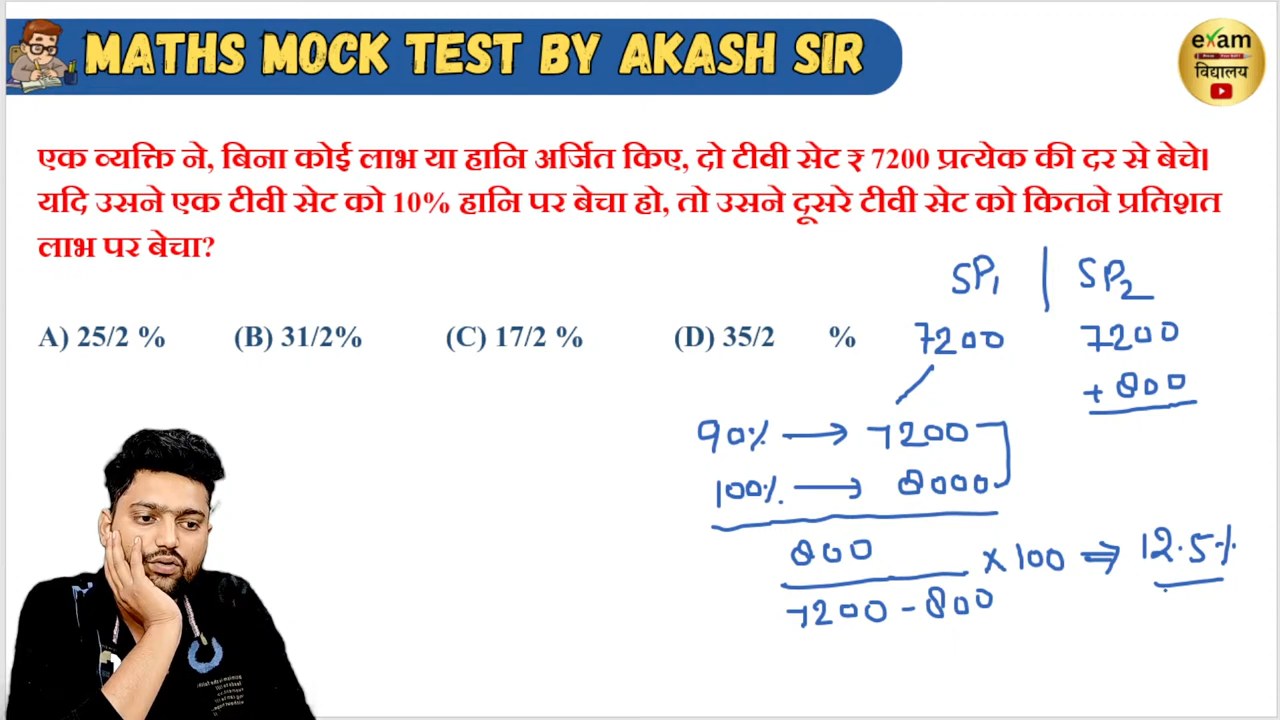 MATHS MOCK TEST BY AKASH SIR
exam
विद्यालय
एक व्यक्ति ने, बिना कोई लाभ या हानि अर्जित किए, दो टीवी सेट ₹ 7200 प्रत्येक की दर से बेचे।
यदि उसने एक टीवी सेट को 10% हानि पर बेचा हो, तो उसने दूसरे टीवी सेट को कितने प्रतिशत
लाभ पर बेचा?
SP1 | SP2
A) 25/2 % (B) 31/2% (C) 17/2 % (D) 35/2 %
7200 7200
+ 800
90% → 7200
100% → 8000
800
7200 - 800
× 100 ⇒ 12.5%